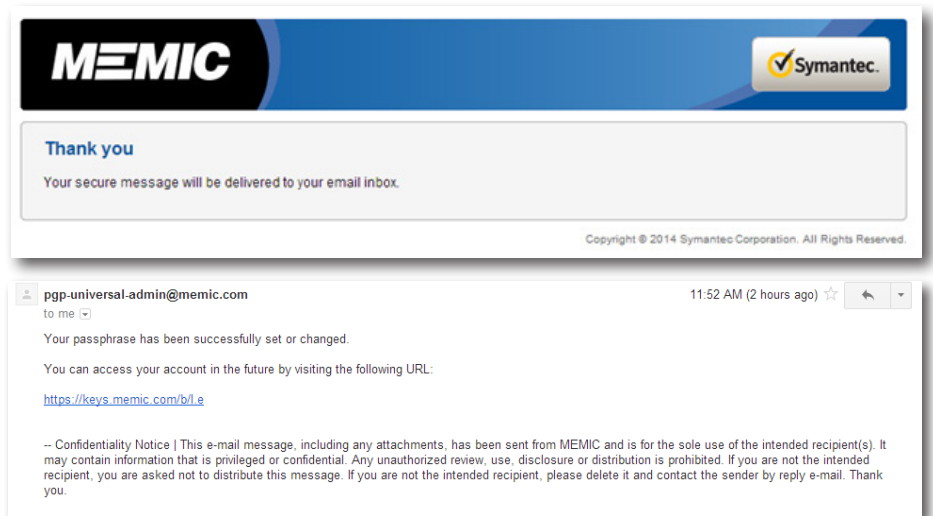 MEMIC
Symantec.
Thank you
Your secure message will be delivered to your email inbox.
Copyright © 2014 Symantec Corporation. All Rights Reserved.
pgp-universal-admin@memic.com
11:52 AM (2 hours ago)
to me
Your passphrase has been successfully set or changed.
You can access your account in the future by visiting the following URL:
https://keys.memic.com/b/l.e
-- Confidentiality Notice | This e-mail message, including any attachments, has been sent from MEMIC and is for the sole use of the intended recipient(s). It
may contain information that is privileged or confidential. Any unauthorized review, use, disclosure or distribution is prohibited. If you are not the intended
recipient, you are asked not to distribute this message. If you are not the intended recipient, please delete it and contact the sender by reply e-mail. Thank
you.